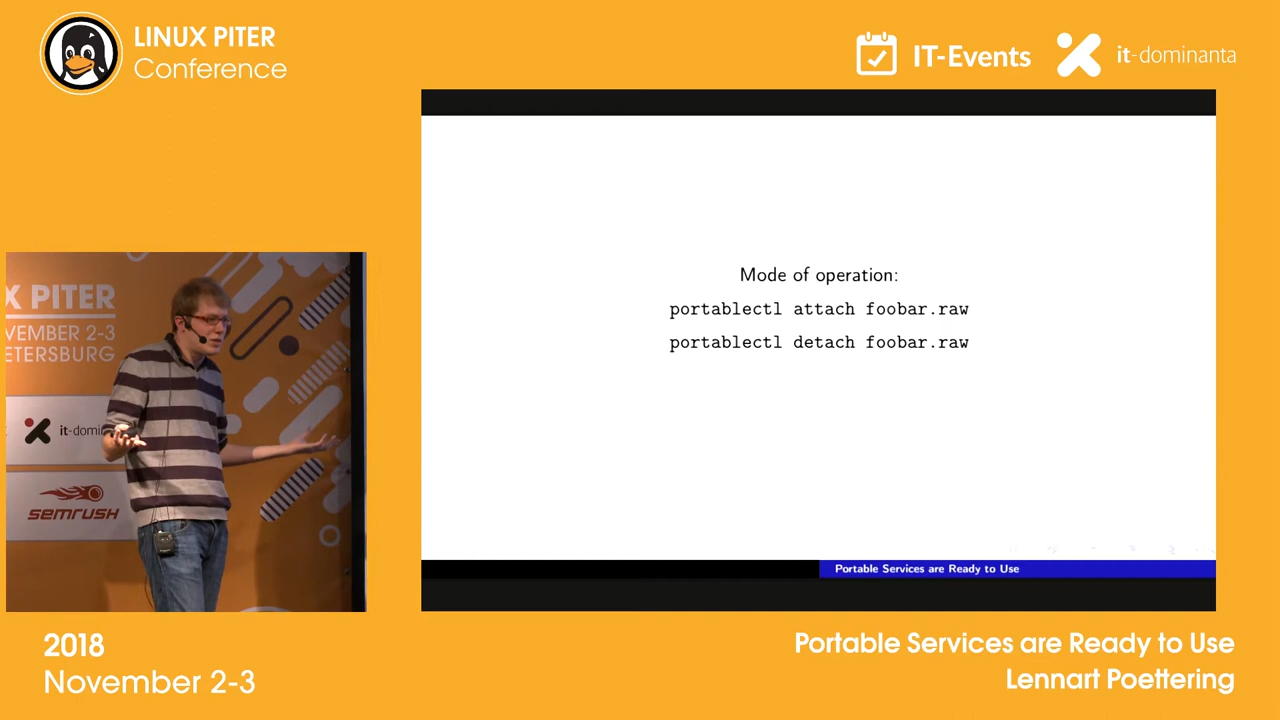 LINUX PITER
Conference
IT-Events
it-dominanta
Mode of operation:
portablectl attach foobar.raw
portablectl detach foobar.raw
Portable Services are Ready to Use
X PITER
VEMBER 2-3
ETERSBURG
it-domi
SEMRUSH
2018
November 2-3
Portable Services are Ready to Use
Lennart Poettering